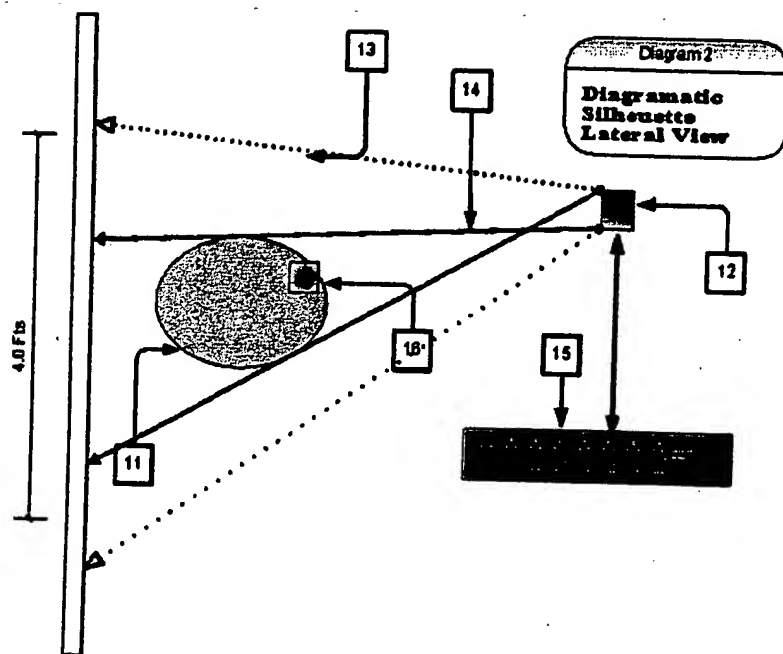 13
14
Diagram 2
Diagramatic
Silhouette
Lateral View
12
4.0 Fts
16
15
11